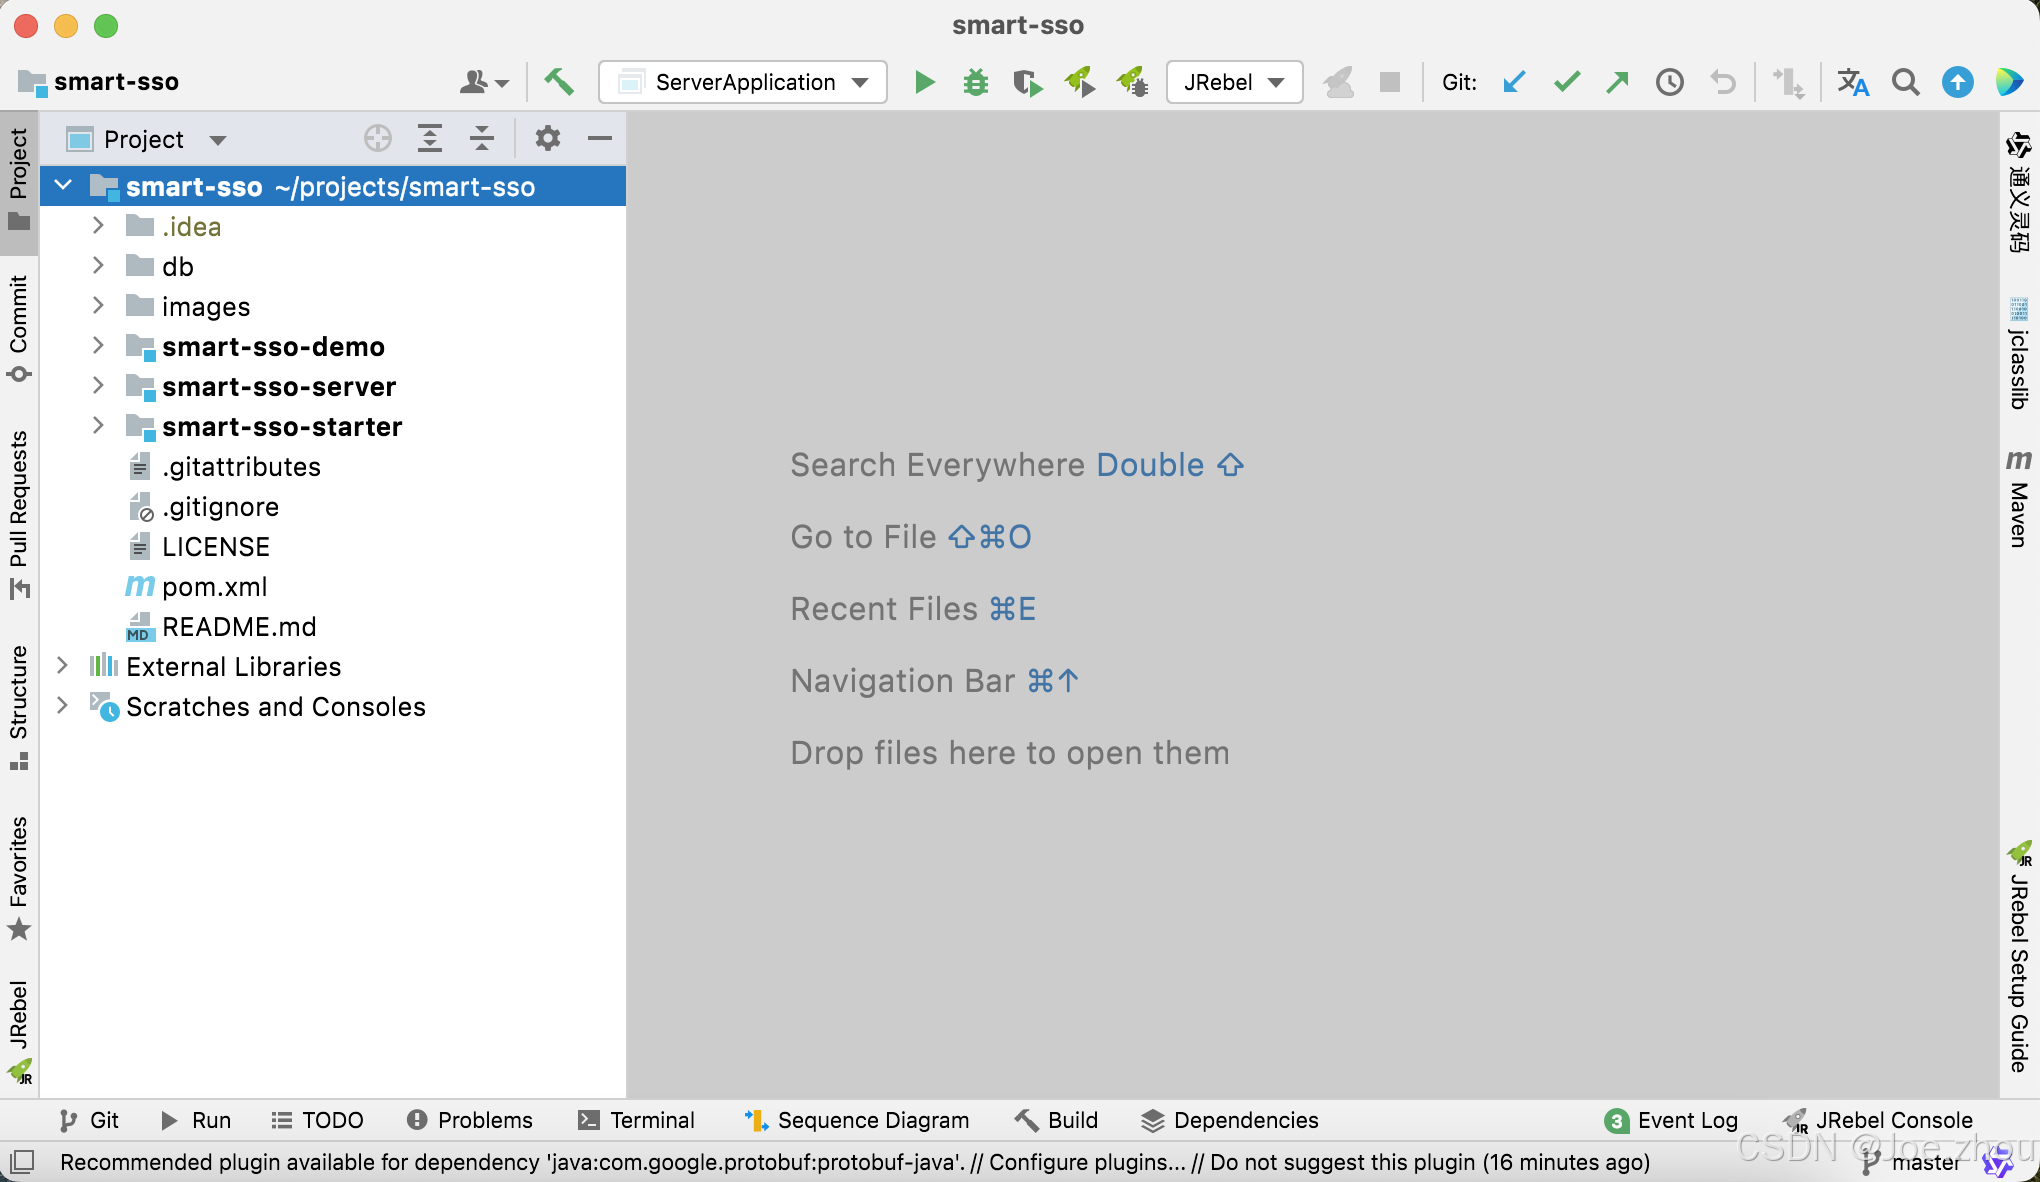 smart-sso
smart-sso
ServerApplication
JRebel
Git:
Project
smart-sso ~/projects/smart-sso
.idea
db
images
smart-sso-demo
smart-sso-server
smart-sso-starter
.gitattributes
.gitignore
LICENSE
pom.xml
README.md
External Libraries
Scratches and Consoles
Project
Commit
Pull Requests
Structure
Favorites
JRebel
Search Everywhere Double ⇧
Go to File ⇧⌘O
Recent Files ⌘E
Navigation Bar ⌘↑
Drop files here to open them
通义灵码
jclasslib
Maven
JRebel Setup Guide
Git
Run
TODO
Problems
Terminal
Sequence Diagram
Build
Dependencies
3 Event Log
JRebel Console
Recommended plugin available for dependency 'java:com.google.protobuf:protobuf-java'. // Configure plugins... // Do not suggest this plugin (16 minutes ago)
master
CSDN @Joe.zhou